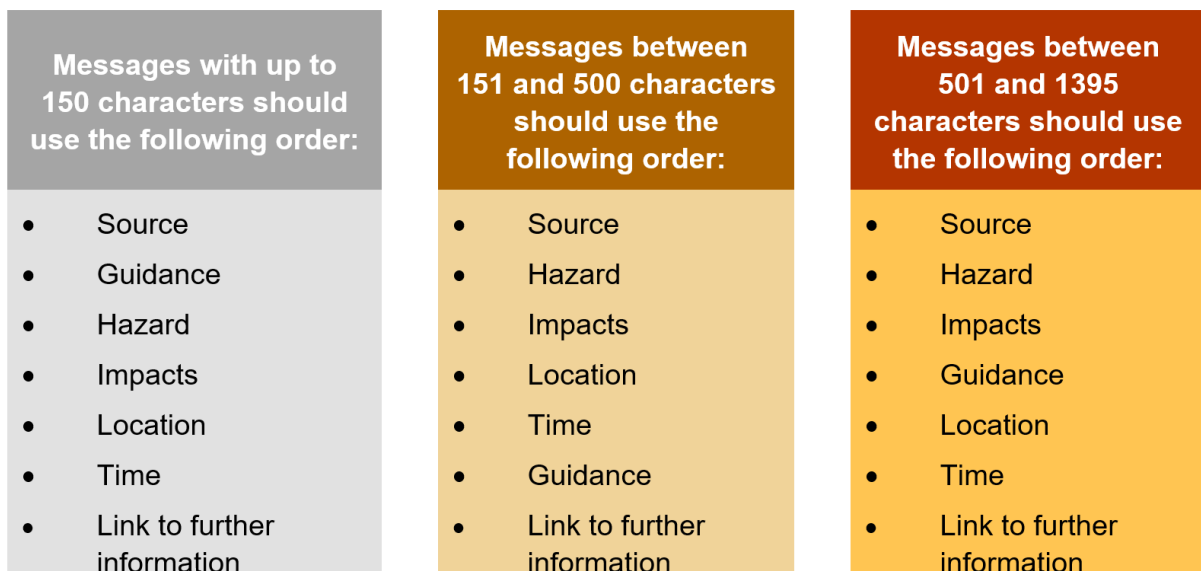 Messages with up to
150 characters should
use the following order:
• Source
• Guidance
• Hazard
• Impacts
• Location
• Time
• Link to further
information
Messages between
151 and 500 characters
should use the
following order:
• Source
• Hazard
• Impacts
• Location
• Time
• Guidance
• Link to further
information
Messages between
501 and 1395
characters should use
the following order:
• Source
• Hazard
• Impacts
• Guidance
• Location
• Time
• Link to further
information